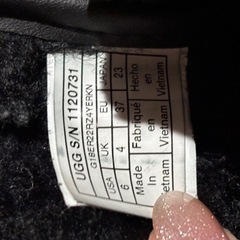 UGG S/N 1120731
G18ER22RZ4YERKN
USA UK EU JAPAN
6 4 37 23
Made Fabriqué Hecho
In en en
Vietnam Vietnam Vietnam